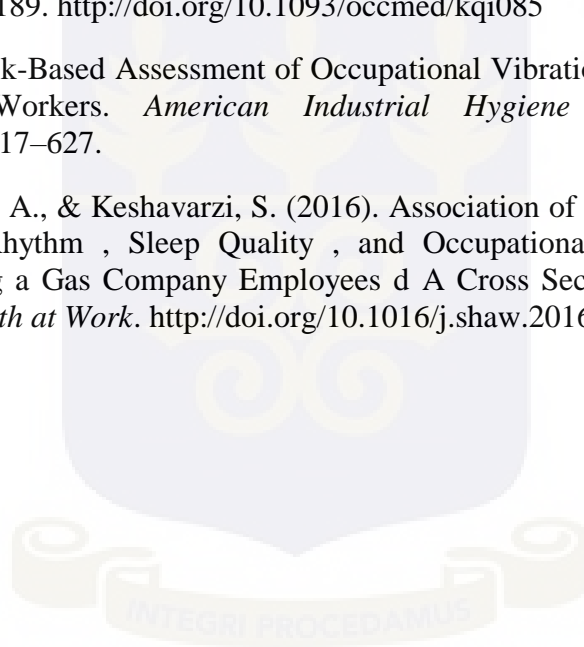 189. http://doi.org/10.1093/occmed/kqi085
k-Based Assessment of Occupational Vibratio
Workers. American Industrial Hygiene
17–627.
A., & Keshavarzi, S. (2016). Association of
hythm , Sleep Quality , and Occupationa
g a Gas Company Employees d A Cross Sec
th at Work. http://doi.org/10.1016/j.shaw.2016
INTEGRI PROCEDAMUS